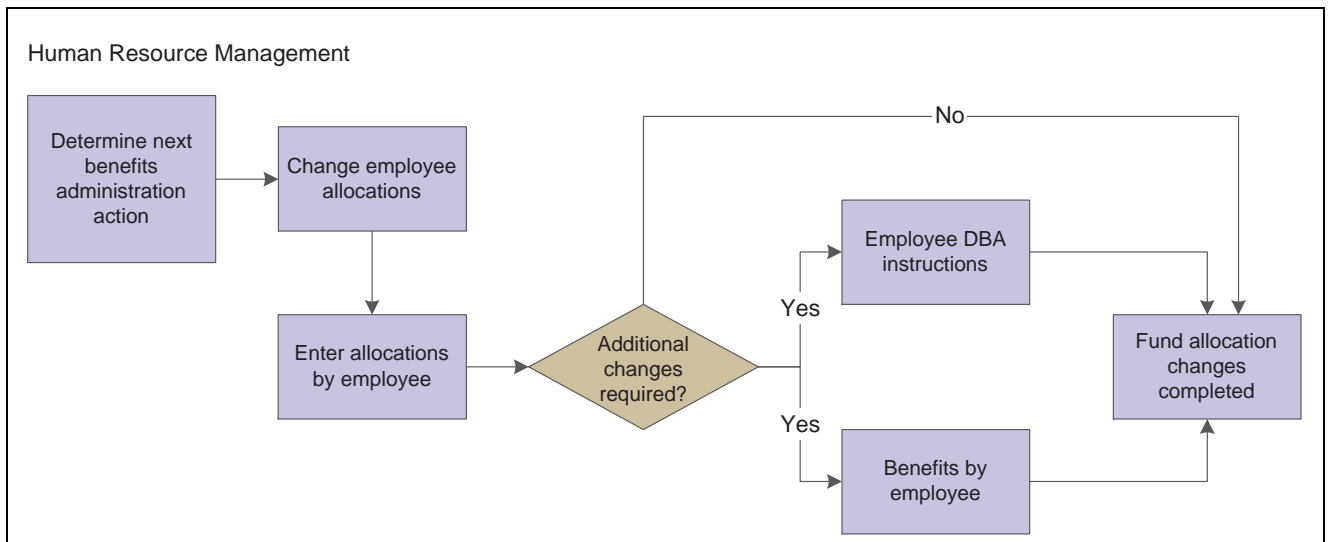 Human Resource Management
Determine next
benefits
administration
action
Change employee
allocations
Enter allocations
by employee
Additional
changes
required?
No
Yes
Yes
Employee DBA
instructions
Benefits by
employee
Fund allocation
changes
completed